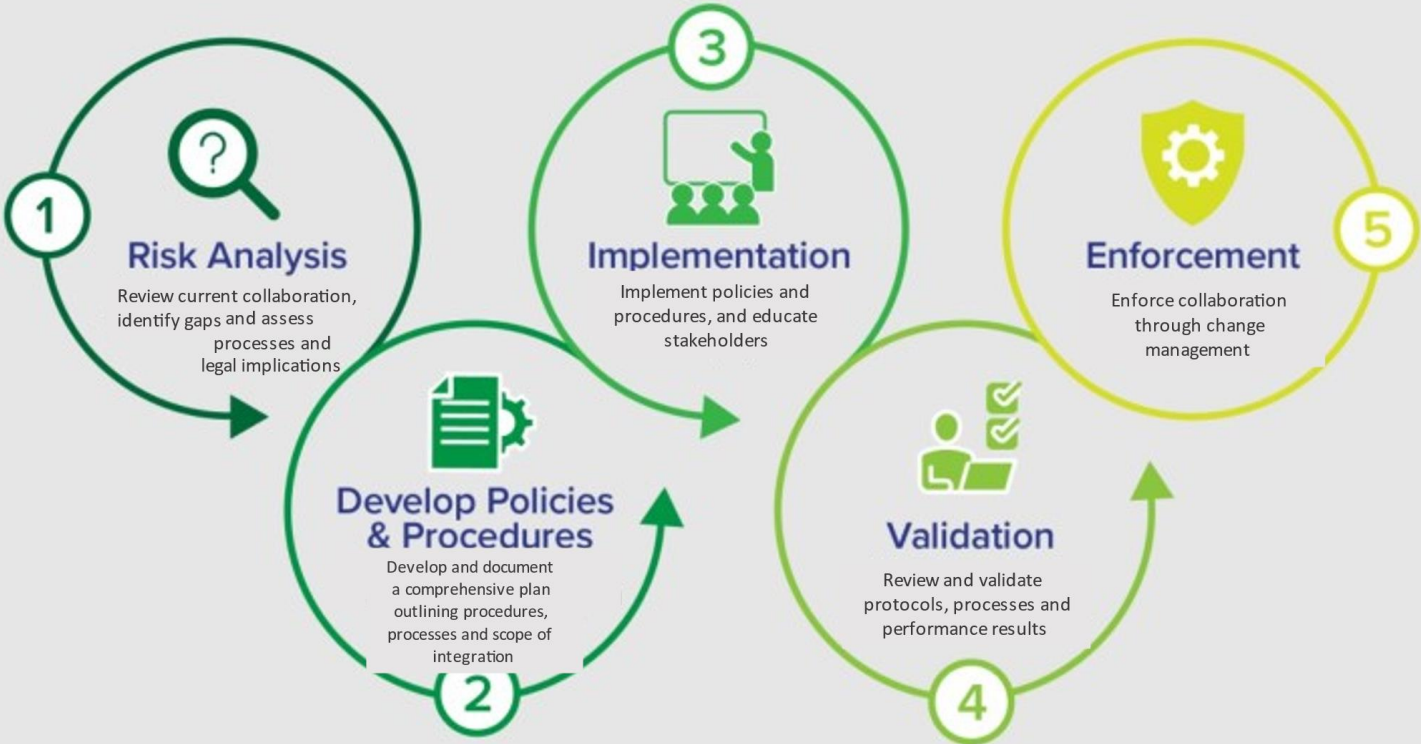 1
?
Risk Analysis
Review current collaboration,
identify gaps and assess
processes and
legal implications
2
Develop Policies
& Procedures
Develop and document
a comprehensive plan
outlining procedures,
processes and scope of
integration
3
Implementation
Implement policies and
procedures, and educate
stakeholders
4
Validation
Review and validate
protocols, processes and
performance results
5
Enforcement
Enforce collaboration
through change
management